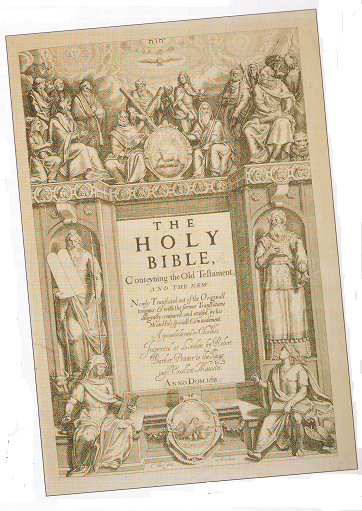 יהוה
THE
HOLY
BIBLE,
Conteyning the Old Testament,
AND THE NEW
Newly Translated out of the Originall
tongues: & with the former Translations
diligently compared and revised by his
Maiesties speciall Comandement.
Appointed to be read in Churches
Imprinted at London by Robert
Barker, Printer to the Kings
most Excellent Maiestie.
ANNO DOM. 1611